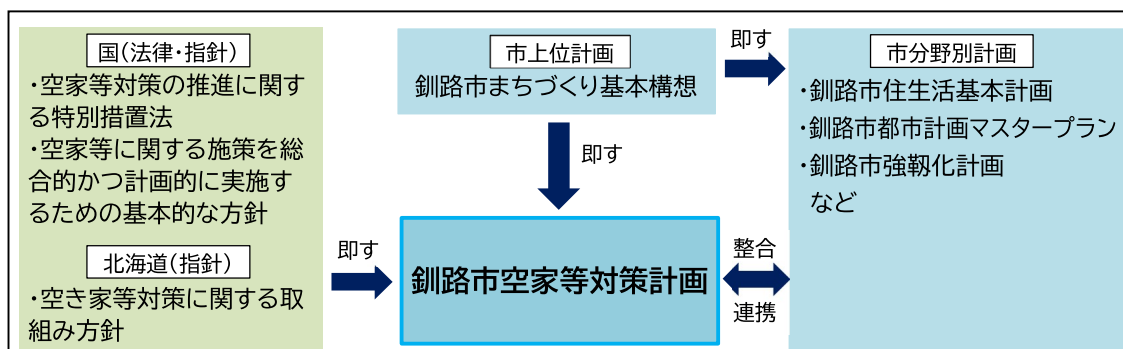 国(法律・指針)
・空家等対策の推進に関す
る特別措置法
・空家等に関する施策を総
合的かつ計画的に実施す
るための基本的な方針
北海道(指針)
・空き家等対策に関する取
組み方針
即す
市上位計画
釧路市まちづくり基本構想
即す
即す
釧路市空家等対策計画
整合
連携
市分野別計画
・釧路市住生活基本計画
・釧路市都市計画マスタープラン
・釧路市強靱化計画
など